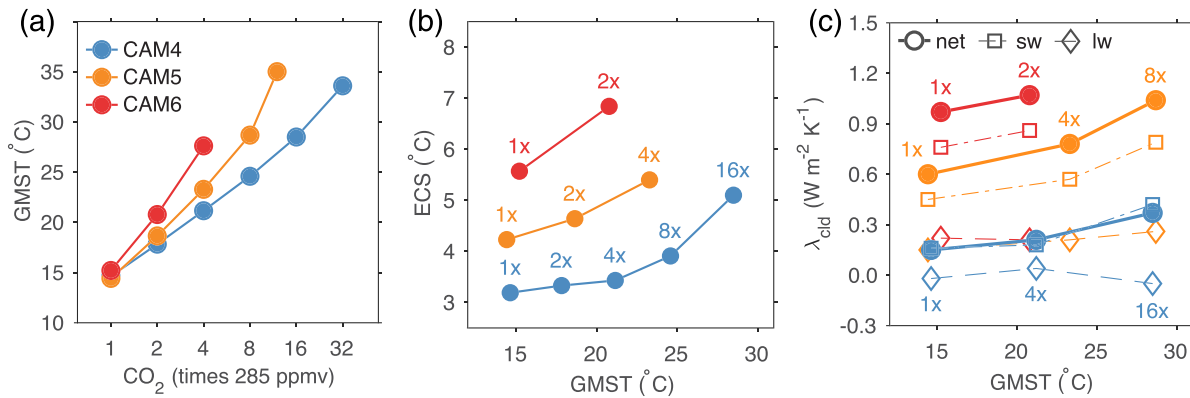 (a)
CAM4
CAM5
CAM6
GMST (°C)
40
35
30
25
20
15
10
1 2 4 8 16 32
CO2 (times 285 ppmv)
(b)
ECS (°C)
8
7
6
5
4
3
1x 2x
1x 2x 4x
1x 2x 4x 8x 16x
15 20 25 30
GMST (°C)
(c)
net sw lw
λcld (W m-2 K-1)
1.5
1.2
0.9
0.6
0.3
0.0
-0.3
1x 2x
1x 4x 8x
1x 4x 16x
15 20 25 30
GMST (°C)